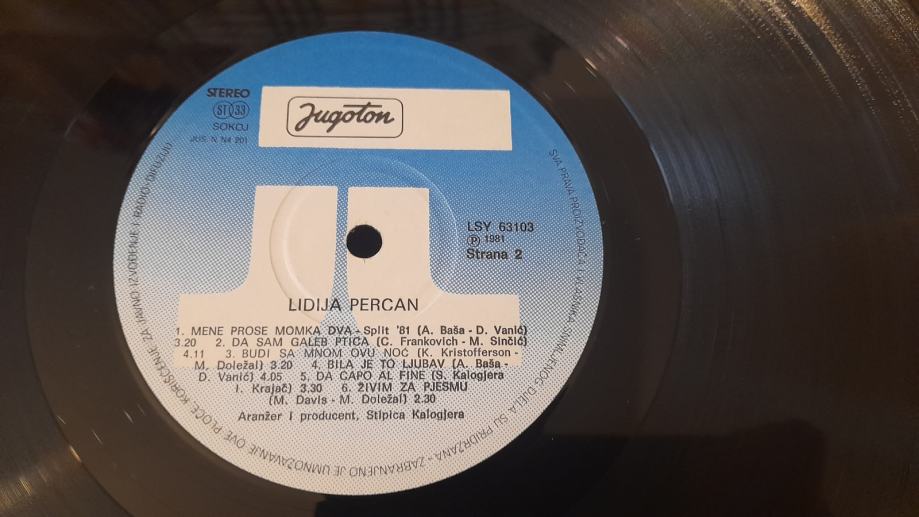 STEREO
ST 33
SOKOJ
JUS. N. N4 201
Jugoton
LSY 63103
Ⓟ 1981
Strana 2
LIDIJA PERCAN
1. MENE PROSE MOMKA DVA - Split '81 (A. Baša - D. Vanić)
3.20 2. DA SAM GALEB PTICA (C. Frankovich - M. Sinčić)
4.11 3. BUDI SA MNOM OVU NOĆ (K. Kristofferson -
M. Doležal) 3.20 4. BILA JE TO LJUBAV (A. Baša -
D. Vanić) 4.05 5. DA CAPO AL FINE (S. Kalogjera
I. Krajač) 3.30 6. ŽIVIM ZA PJESMU
(M. Davis - M. Doležal) 2.30
Aranžer i producent, Stipica Kalogjera
SVA PRAVA PROIZVOĐAČA I VLASNIKA SNIMLJENOG DJELA SU PRIDRŽANA - ZABRANJENO JE UMNOŽAVANJE OVE PLOČE, KORIŠĆENJE ZA JAVNO IZVOĐENJE I RADIO-DIFUZIJU